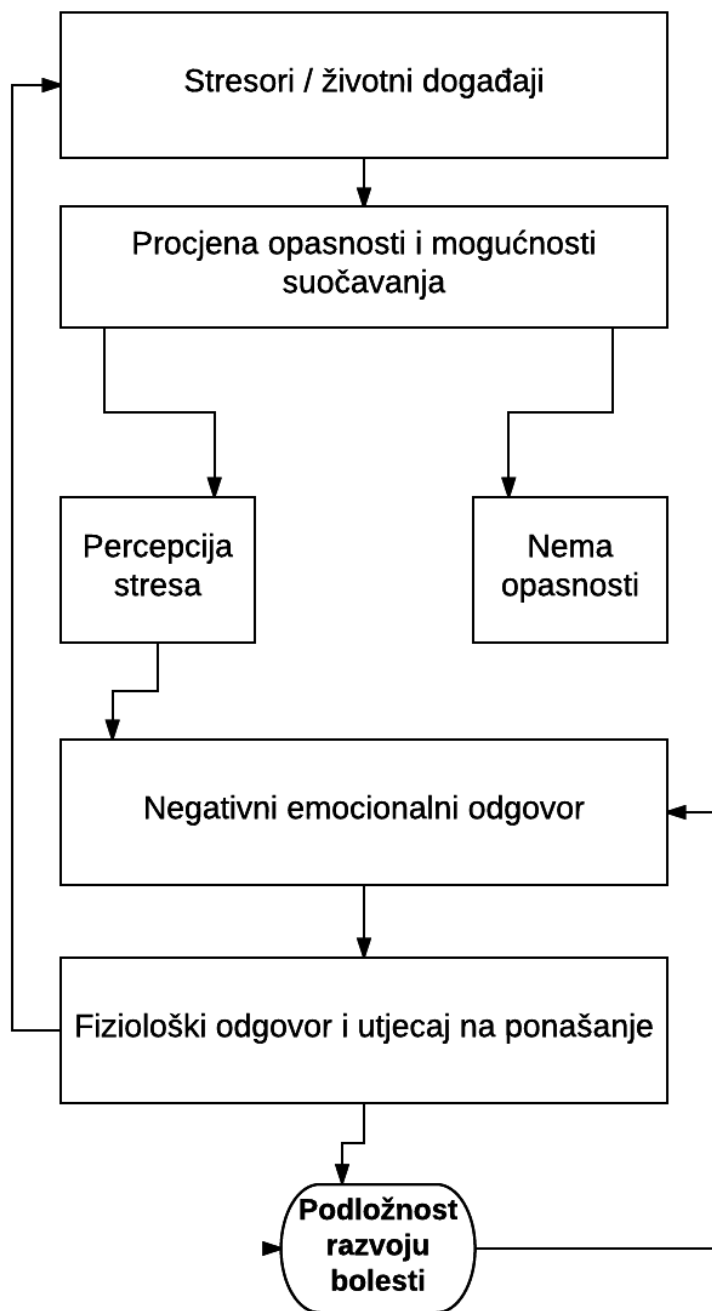 Stresori / životni događaji
Procjena opasnosti i mogućnosti
suočavanja
Percepcija
stresa
Nema
opasnosti
Negativni emocionalni odgovor
Fiziološki odgovor i utjecaj na ponašanje
Podložnost
razvoju
bolesti